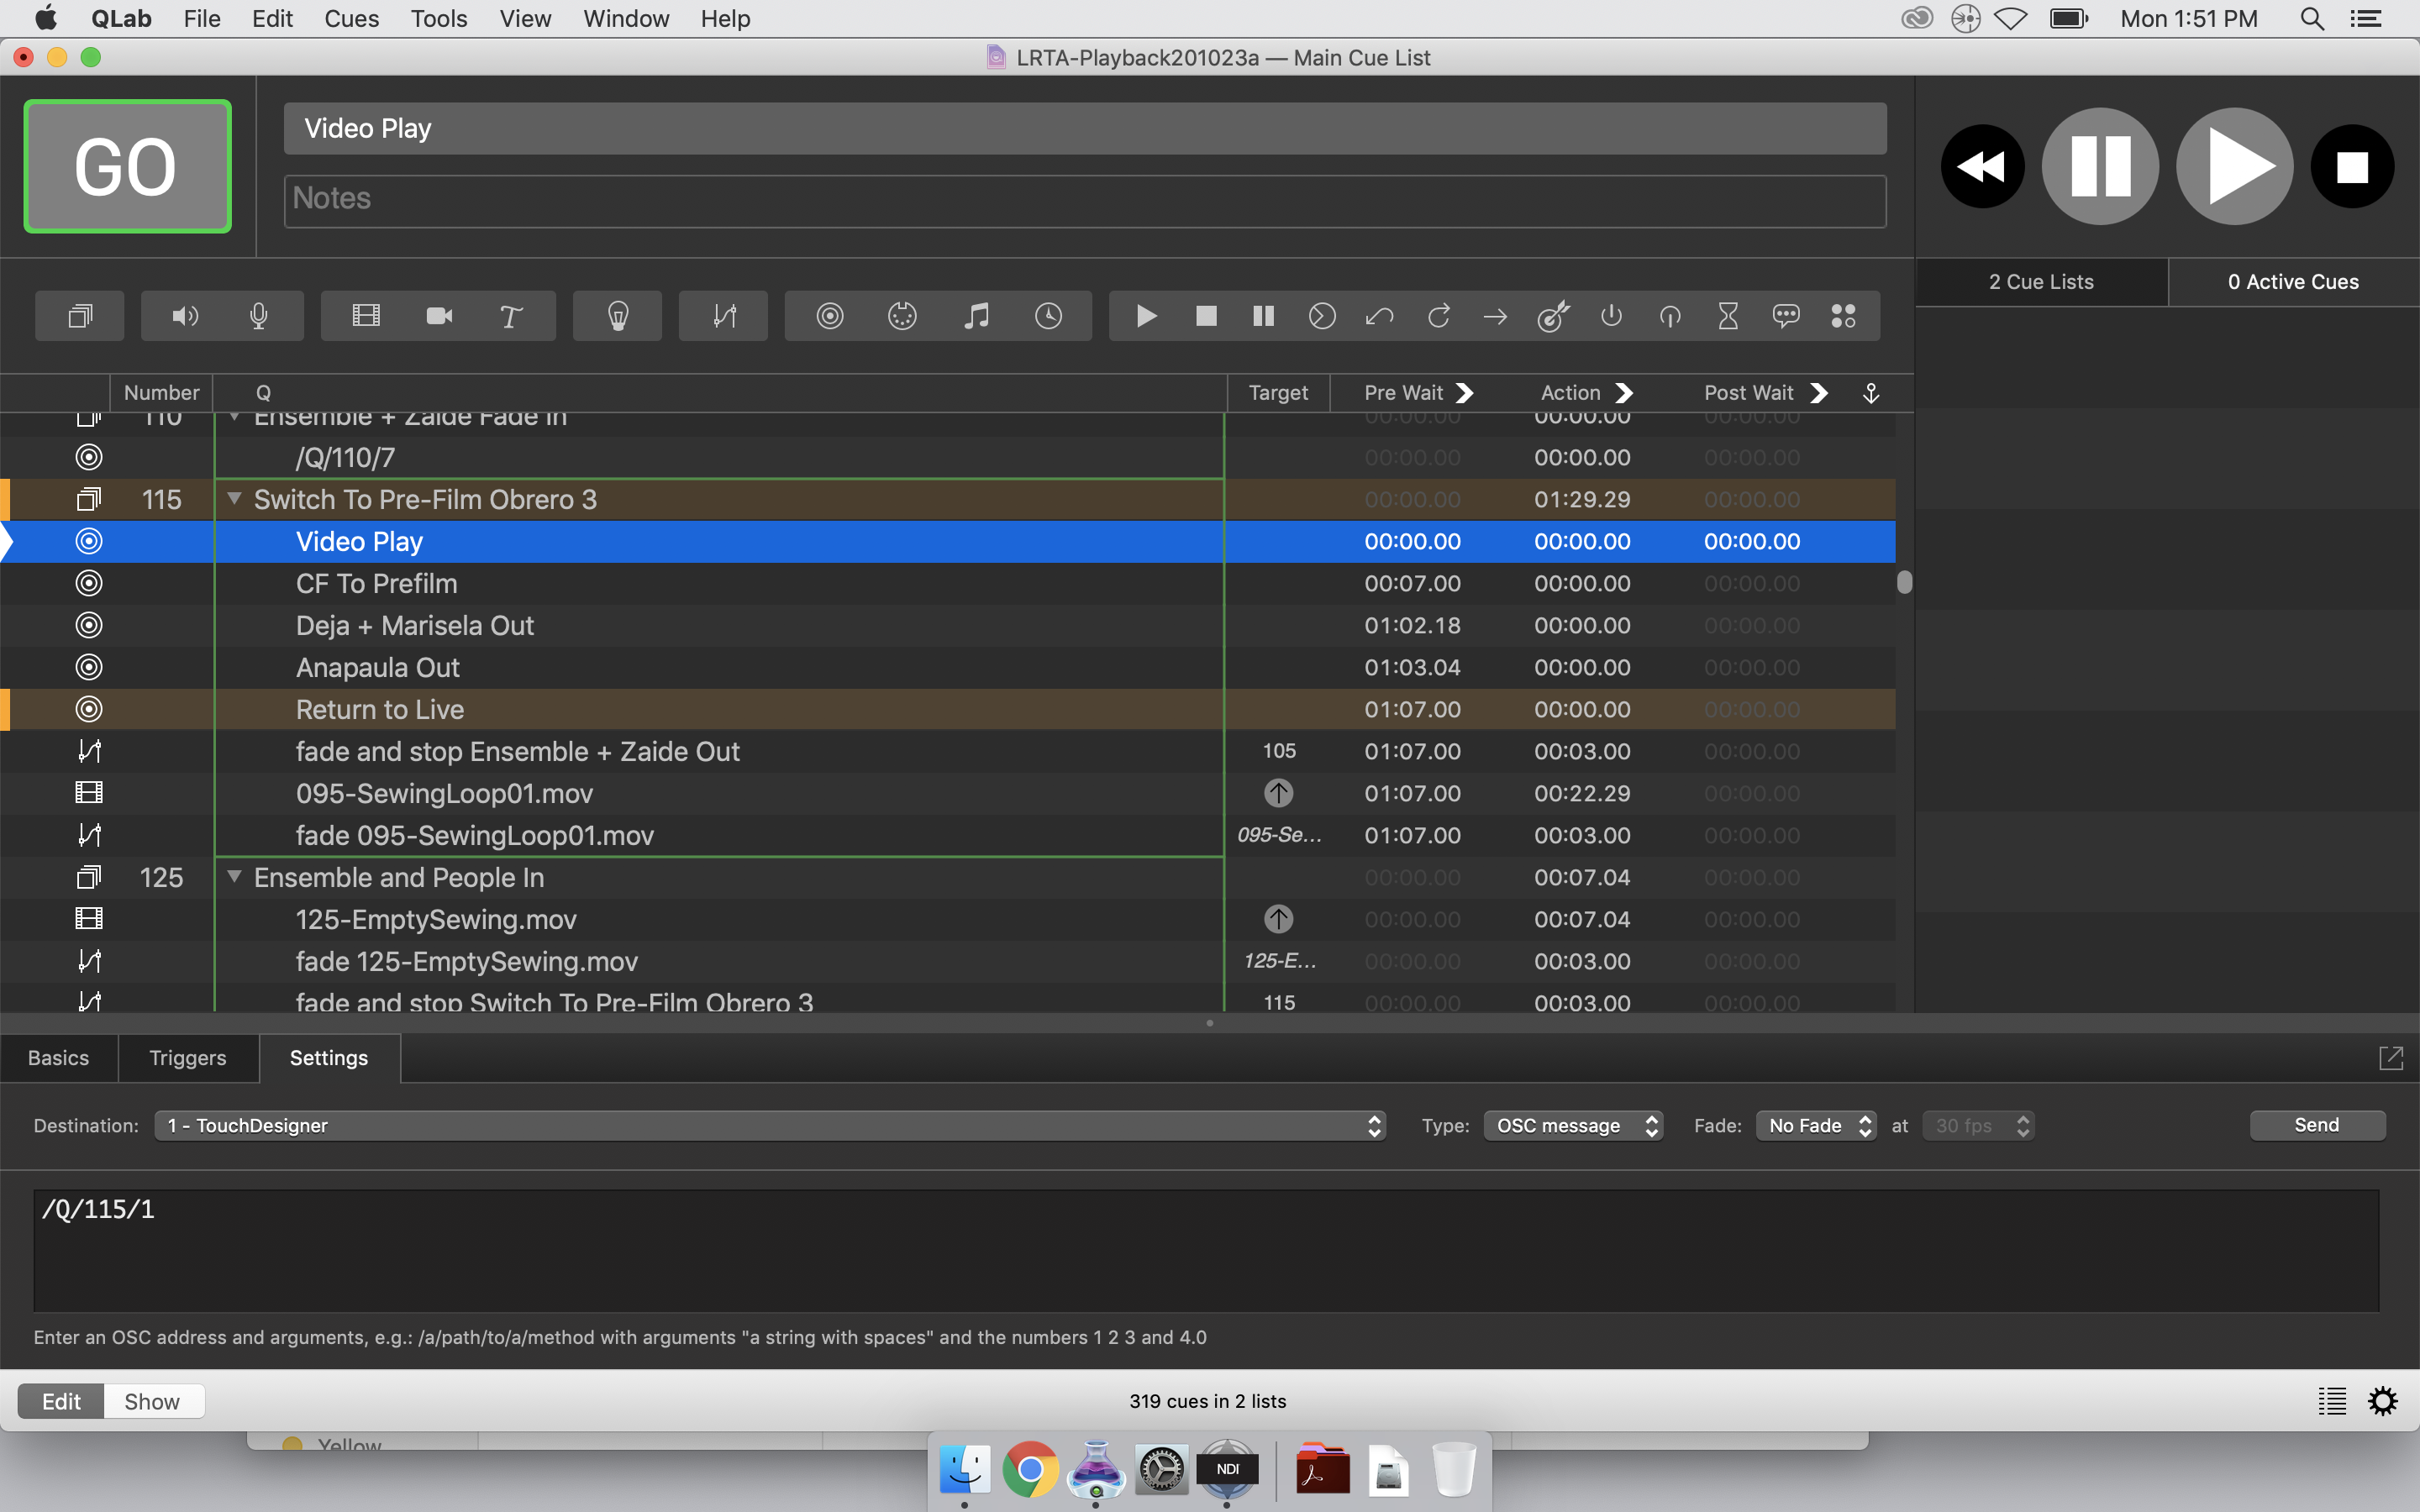 QLab File Edit Cues Tools View Window Help Mon 1:51 PM
LRTA-Playback201023a — Main Cue List
GO
Video Play
Notes
2 Cue Lists 0 Active Cues
Number Q Target Pre Wait Action Post Wait
110 Ensemble + Zaide Fade In 00:00.00 00:00.00 00:00.00
/Q/110/7 00:00.00 00:00.00 00:00.00
115 Switch To Pre-Film Obrero 3 00:00.00 01:29.29 00:00.00
Video Play 00:00.00 00:00.00 00:00.00
CF To Prefilm 00:07.00 00:00.00 00:00.00
Deja + Marisela Out 01:02.18 00:00.00 00:00.00
Anapaula Out 01:03.04 00:00.00 00:00.00
Return to Live 01:07.00 00:00.00 00:00.00
fade and stop Ensemble + Zaide Out 105 01:07.00 00:03.00 00:00.00
095-SewingLoop01.mov 01:07.00 00:22.29 00:00.00
fade 095-SewingLoop01.mov 095-Se... 01:07.00 00:03.00 00:00.00
125 Ensemble and People In 00:00.00 00:07.04 00:00.00
125-EmptySewing.mov 00:00.00 00:07.04 00:00.00
fade 125-EmptySewing.mov 125-E... 00:00.00 00:03.00 00:00.00
fade and stop Switch To Pre-Film Obrero 3 115 00:00.00 00:03.00 00:00.00
Basics Triggers Settings
Destination: 1 - TouchDesigner Type: OSC message Fade: No Fade at 30 fps Send
/Q/115/1
Enter an OSC address and arguments, e.g.: /a/path/to/a/method with arguments "a string with spaces" and the numbers 1 2 3 and 4.0
Edit Show 319 cues in 2 lists
Yellow
NDI